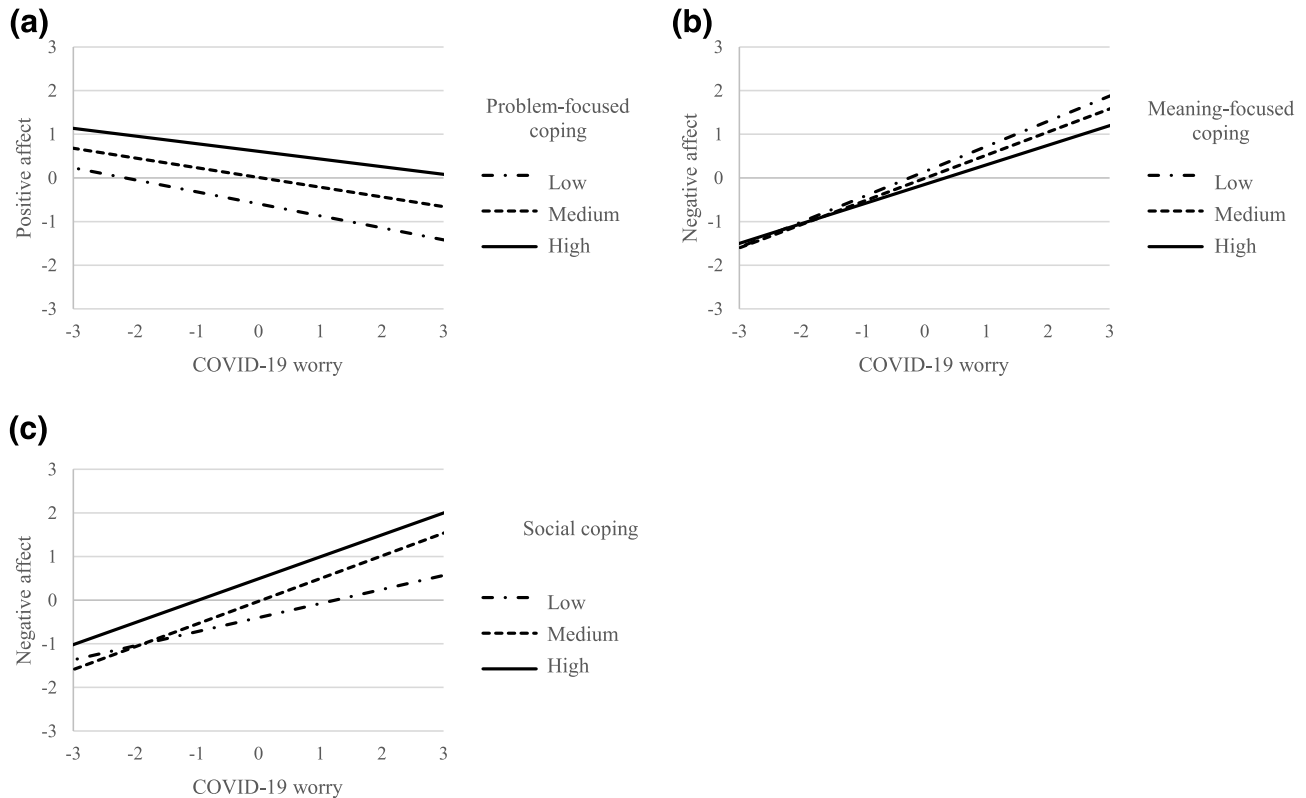 (a)
3
2
1
0
-1
-2
-3
Positive affect
-3 -2 -1 0 1 2 3
COVID-19 worry
Problem-focused
coping
Low
Medium
High
(b)
3
2
1
0
-1
-2
-3
Negative affect
-3 -2 -1 0 1 2 3
COVID-19 worry
Meaning-focused
coping
Low
Medium
High
(c)
3
2
1
0
-1
-2
-3
Negative affect
-3 -2 -1 0 1 2 3
COVID-19 worry
Social coping
Low
Medium
High